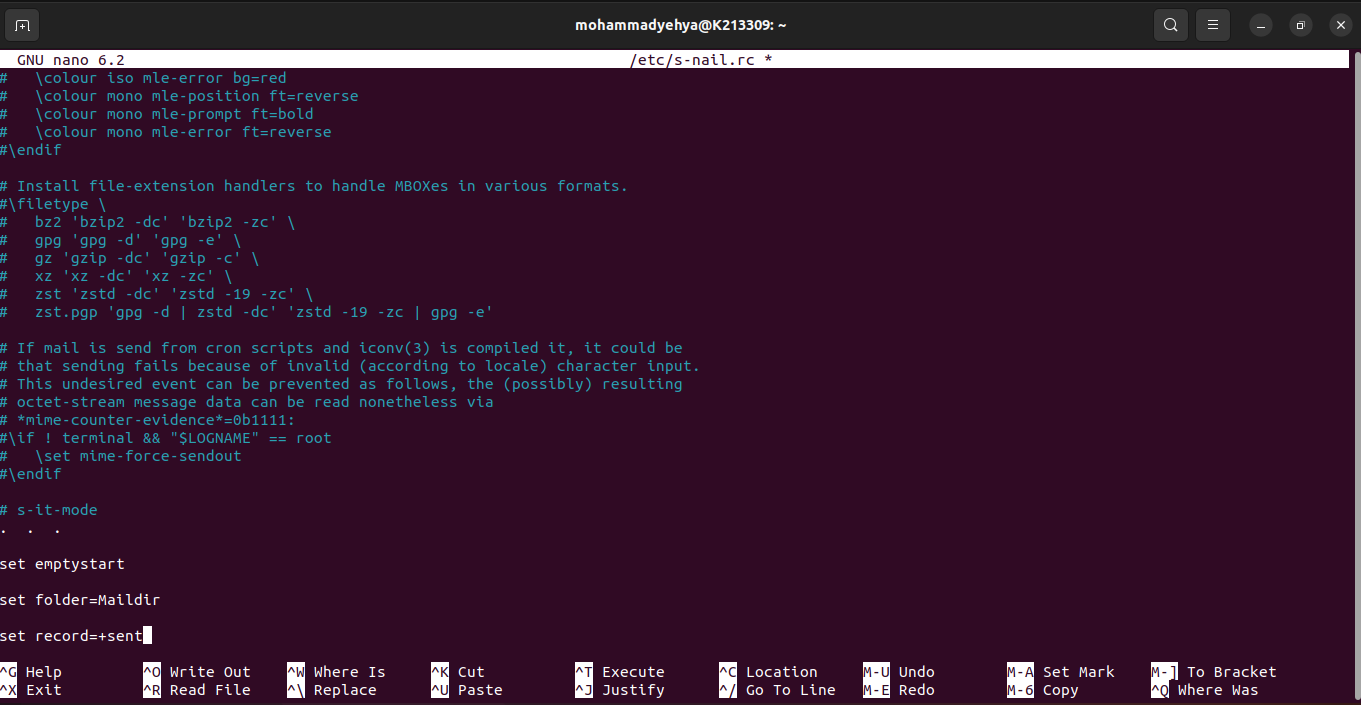 mohammadyehya@K213309: ~
GNU nano 6.2 /etc/s-nail.rc *
#   \colour iso mle-error bg=red
#   \colour mono mle-position ft=reverse
#   \colour mono mle-prompt ft=bold
#   \colour mono mle-error ft=reverse
#\endif
# Install file-extension handlers to handle MBOXes in various formats.
#\filetype \
#   bz2 'bzip2 -dc' 'bzip2 -zc' \
#   gpg 'gpg -d' 'gpg -e' \
#   gz 'gzip -dc' 'gzip -c' \
#   xz 'xz -dc' 'xz -zc' \
#   zst 'zstd -dc' 'zstd -19 -zc' \
#   zst.pgp 'gpg -d | zstd -dc' 'zstd -19 -zc | gpg -e'
# If mail is send from cron scripts and iconv(3) is compiled it, it could be
# that sending fails because of invalid (according to locale) character input.
# This undesired event can be prevented as follows, the (possibly) resulting
# octet-stream message data can be read nonetheless via
# *mime-counter-evidence*=0b1111:
#\if ! terminal && "$LOGNAME" == root
#   \set mime-force-sendout
#\endif
# s-it-mode
.  .  .
set emptystart
set folder=Maildir
set record=+sent
^G Help ^O Write Out ^W Where Is ^K Cut ^T Execute ^C Location M-U Undo M-A Set Mark M-] To Bracket
^X Exit ^R Read File ^\ Replace ^U Paste ^J Justify ^/ Go To Line M-E Redo M-6 Copy ^Q Where Was